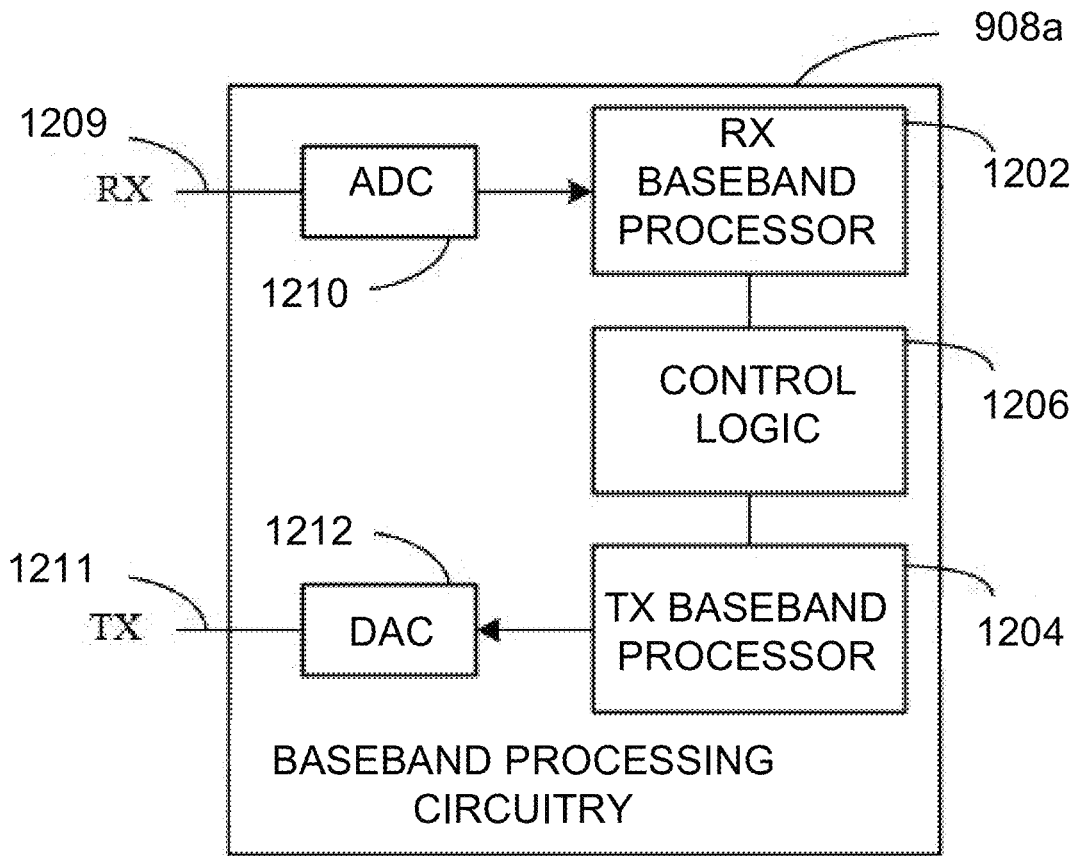 908a
1209
RX
ADC
1210
RX
BASEBAND
PROCESSOR
1202
CONTROL
LOGIC
1206
1212
1211
TX
DAC
TX BASEBAND
PROCESSOR
1204
BASEBAND PROCESSING
CIRCUITRY